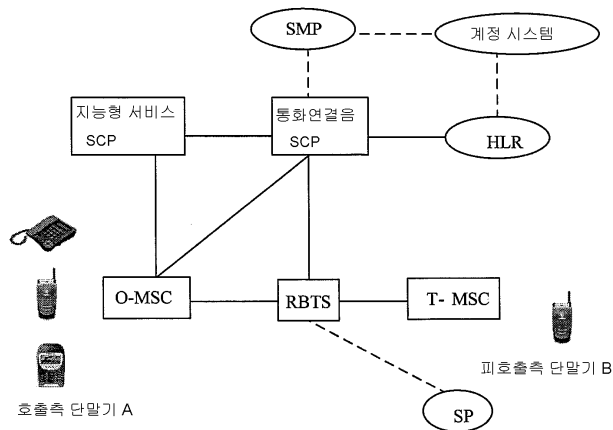 SMP
계정 시스템
지능형 서비스
SCP
통화연결음
SCP
HLR
O-MSC
RBTS
T- MSC
호출측 단말기 A
피호출측 단말기 B
SP